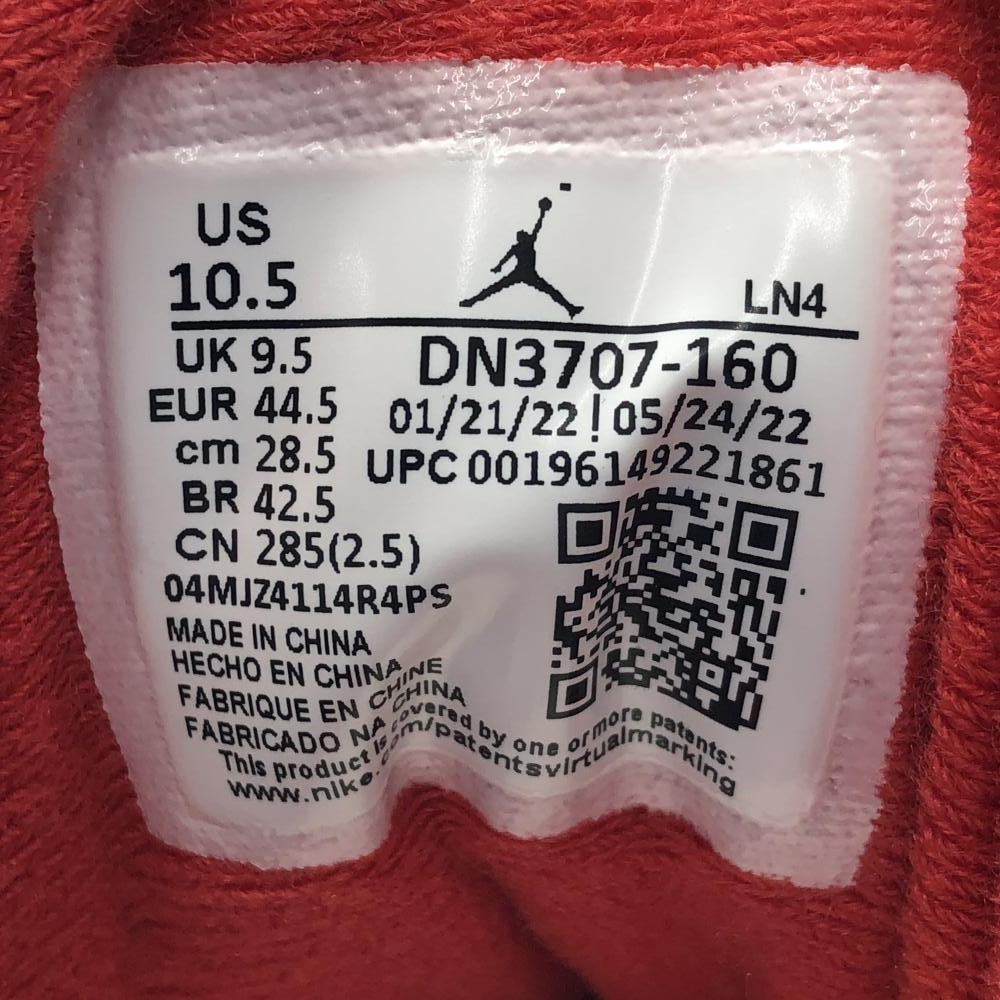 US
10.5
LN4
UK 9.5
EUR 44.5
cm 28.5
BR 42.5
CN 285(2.5)
04MJZ4114R4PS
DN3707-160
01/21/22 ! 05/24/22
UPC 00196149221861
MADE IN CHINA
HECHO EN CHINA
FABRIQUE EN CHINE
FABRICADO NA CHINA
This product is covered by one or more patents:
www.nike.com/patentsvirtualmarking